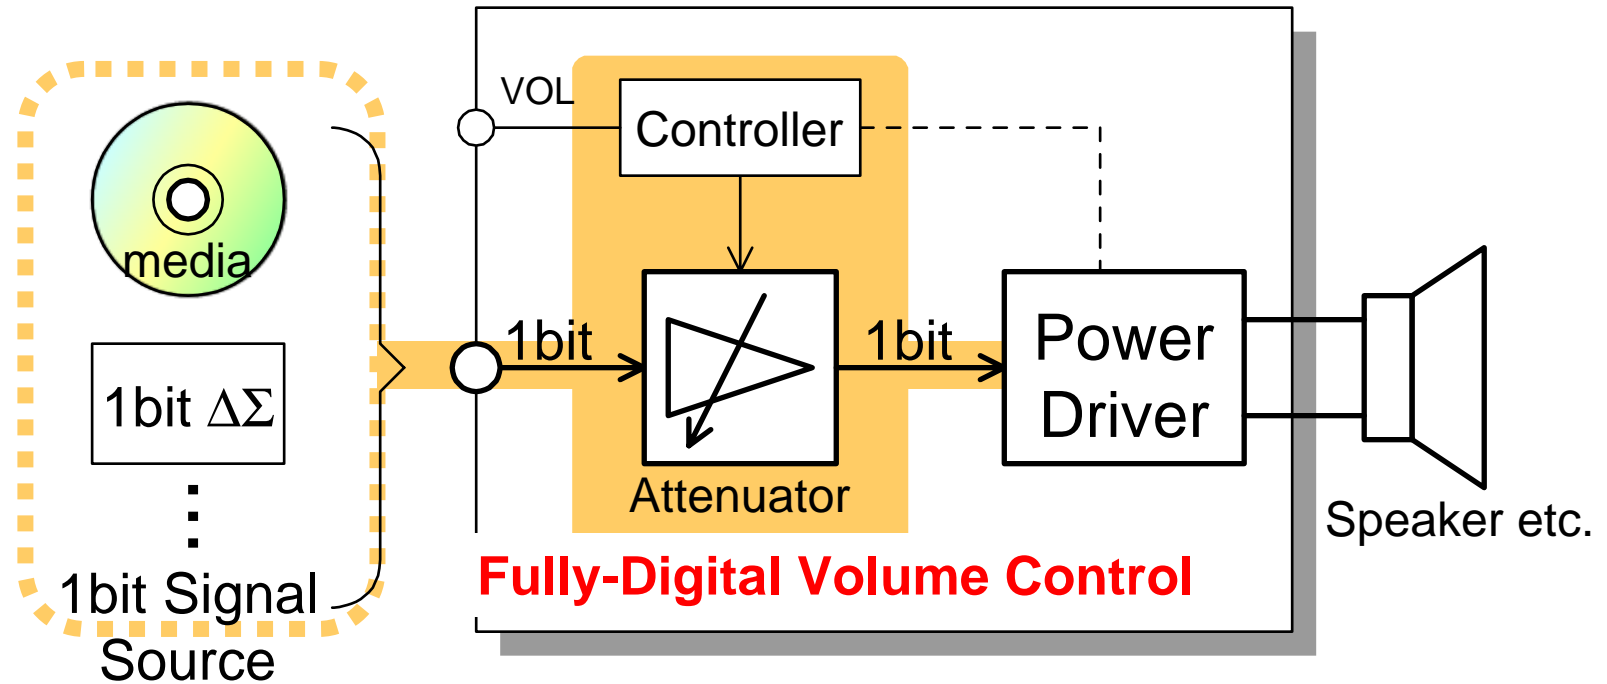 media
1bit ΔΣ
1bit Signal
Source
VOL
Controller
1bit
Attenuator
1bit
Power
Driver
Speaker etc.
Fully-Digital Volume Control